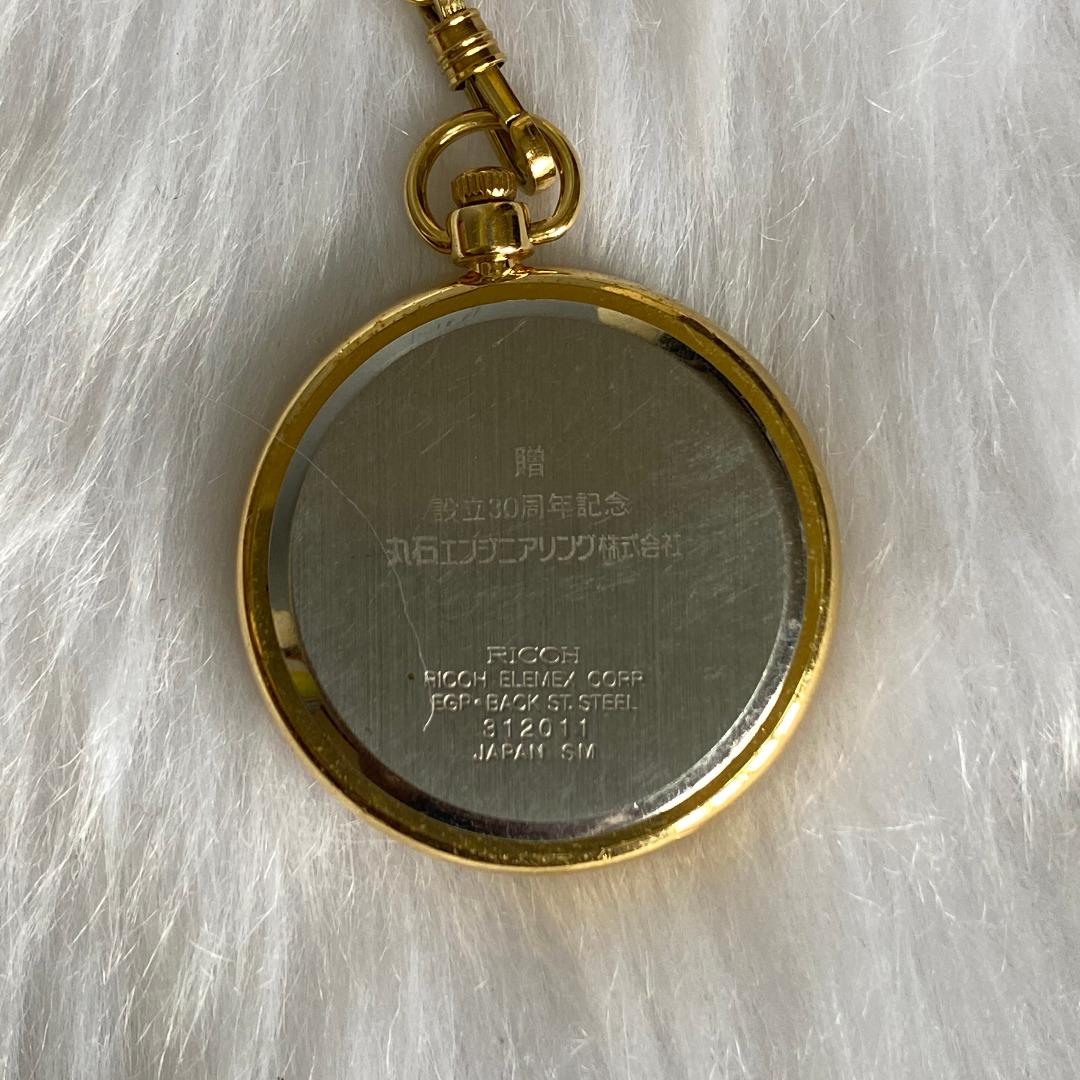 贈
設立30周年記念
丸石エンジニアリング株式会社
RICOH
RICOH ELEMEX CORP.
EGP•BACK ST. STEEL
312011
JAPAN SM